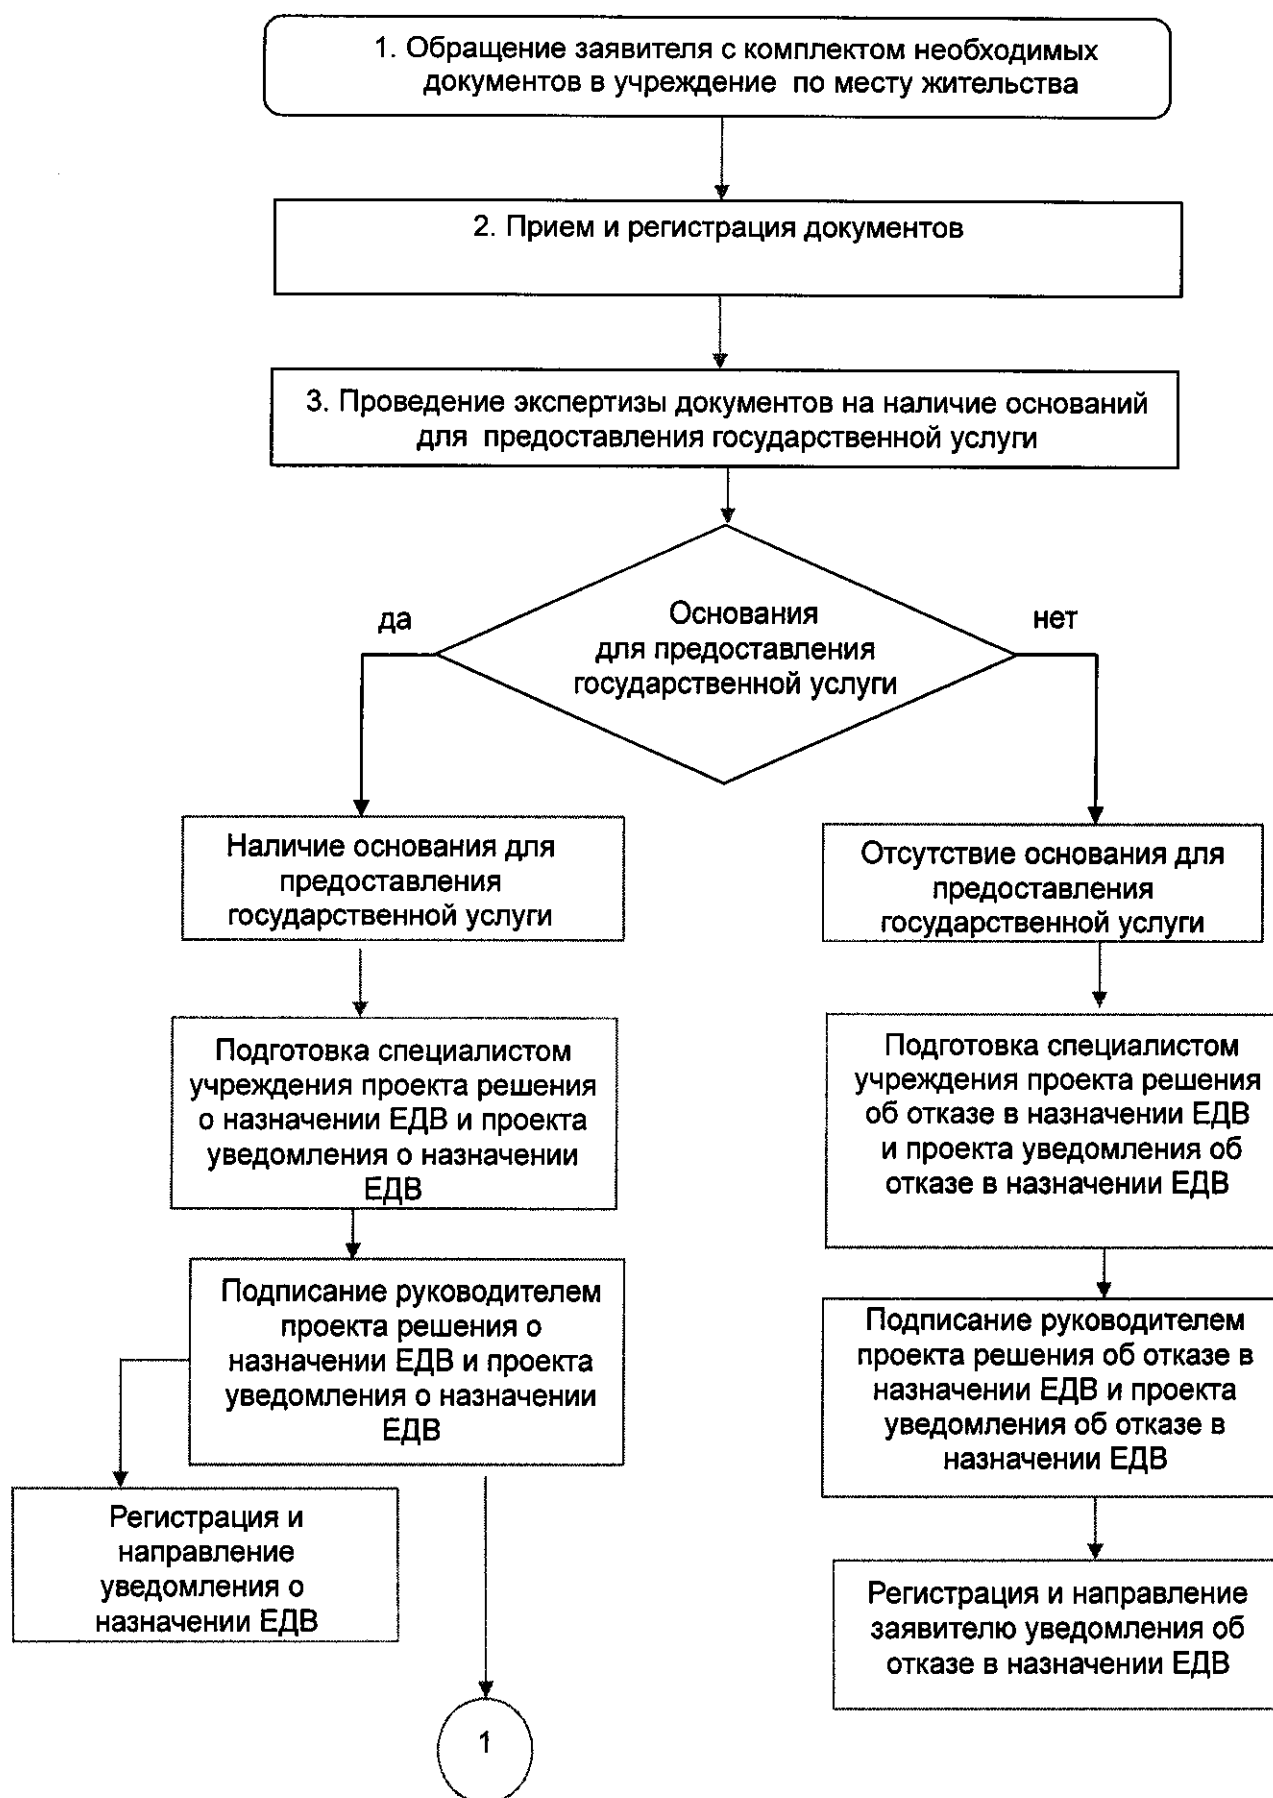 1. Обращение заявителя с комплектом необходимых
документов в учреждение по месту жительства
2. Прием и регистрация документов
3. Проведение экспертизы документов на наличие оснований
для предоставления государственной услуги
да
Основания
для предоставления
государственной услуги
нет
Наличие основания для
предоставления
государственной услуги
Отсутствие основания для
предоставления
государственной услуги
Подготовка специалистом
учреждения проекта решения
о назначении ЕДВ и проекта
уведомления о назначении
ЕДВ
Подготовка специалистом
учреждения проекта решения
об отказе в назначении ЕДВ
и проекта уведомления об
отказе в назначении ЕДВ
Подписание руководителем
проекта решения о
назначении ЕДВ и проекта
уведомления о назначении
ЕДВ
Подписание руководителем
проекта решения об отказе в
назначении ЕДВ и проекта
уведомления об отказе в
назначении ЕДВ
Регистрация и
направление
уведомления о
назначении ЕДВ
Регистрация и направление
заявителю уведомления об
отказе в назначении ЕДВ
1